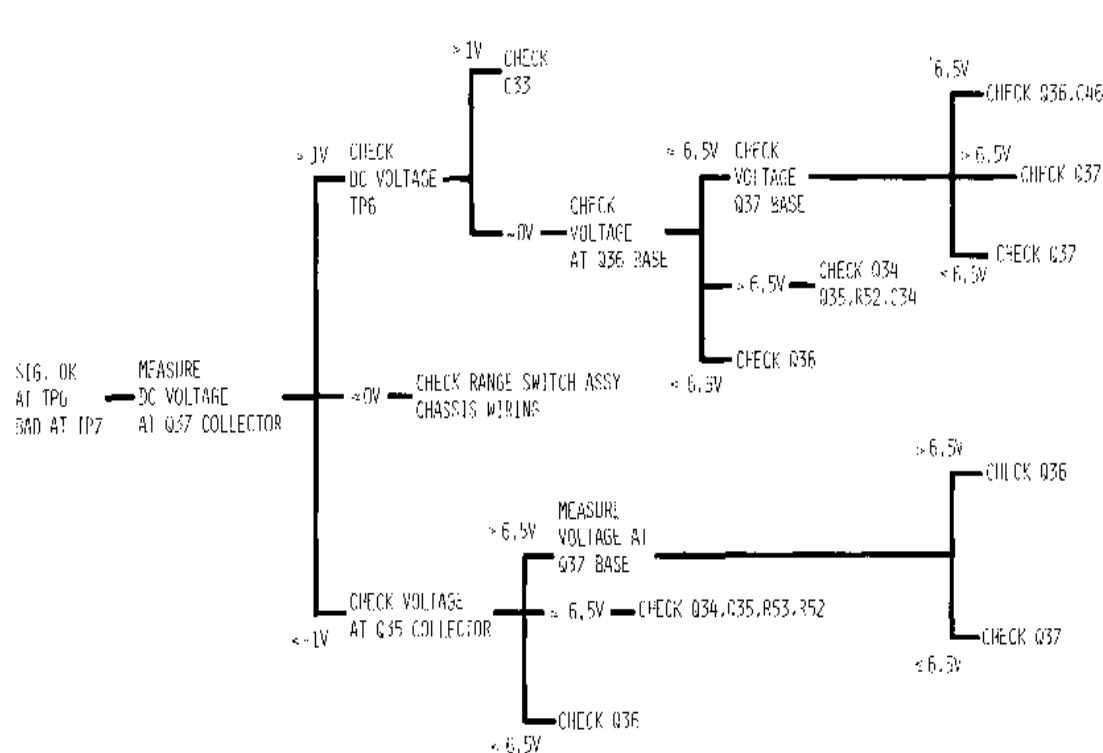 > 1V
CHECK
C33
6.5V
CHECK Q36,C46
> 1V
CHECK
DC VOLTAGE
TP6
≈ 6.5V
CHECK
VOLTAGE
Q37 BASE
> 6.5V
CHECK Q37
≈0V
CHECK
VOLTAGE
AT Q36 BASE
CHECK Q37
< 6.5V
> 6.5V
CHECK Q34
Q35,R52,C34
CHECK Q36
< 6.5V
SIG. OK
AT TP6
BAD AT TP7
MEASURE
DC VOLTAGE
AT Q37 COLLECTOR
≈0V
CHECK RANGE SWITCH ASSY
CHASSIS WIRING
> 6.5V
CHECK Q36
> 6.5V
MEASURE
VOLTAGE AT
Q37 BASE
CHECK VOLTAGE
AT Q35 COLLECTOR
<-1V
≈ 6.5V
CHECK Q34,Q35,R53,R52
CHECK Q37
≤ 6.5V
CHECK Q36
< 6.5V